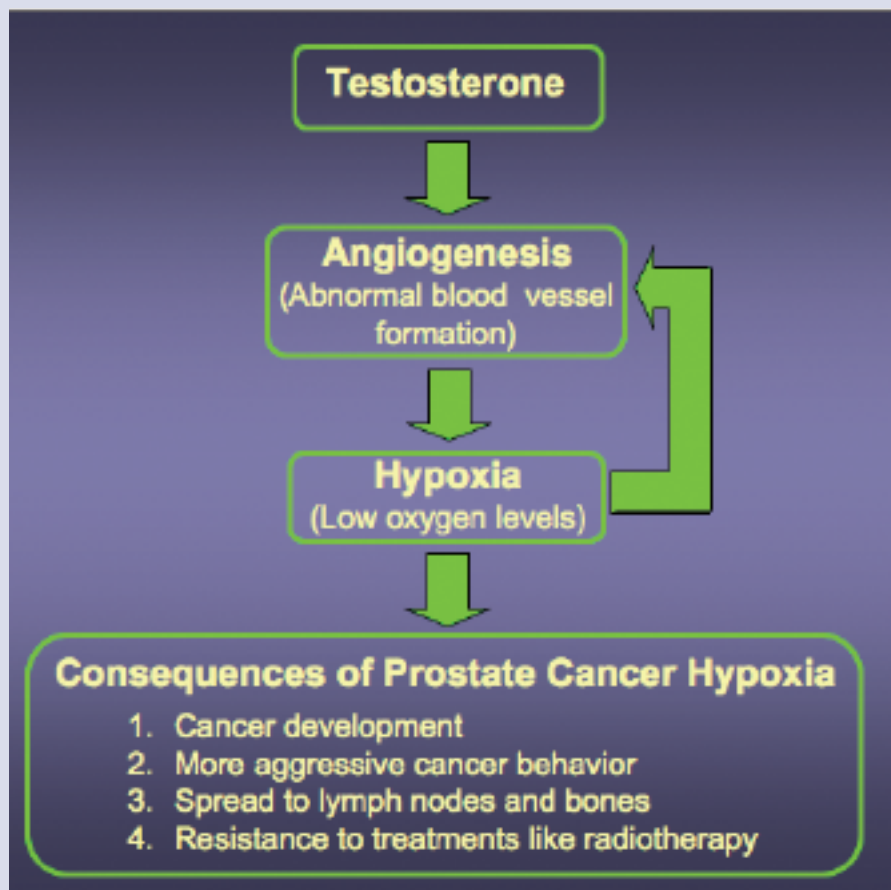 Testosterone
Angiogenesis
(Abnormal blood vessel
formation)
Hypoxia
(Low oxygen levels)
Consequences of Prostate Cancer Hypoxia
1. Cancer development
2. More aggressive cancer behavior
3. Spread to lymph nodes and bones
4. Resistance to treatments like radiotherapy